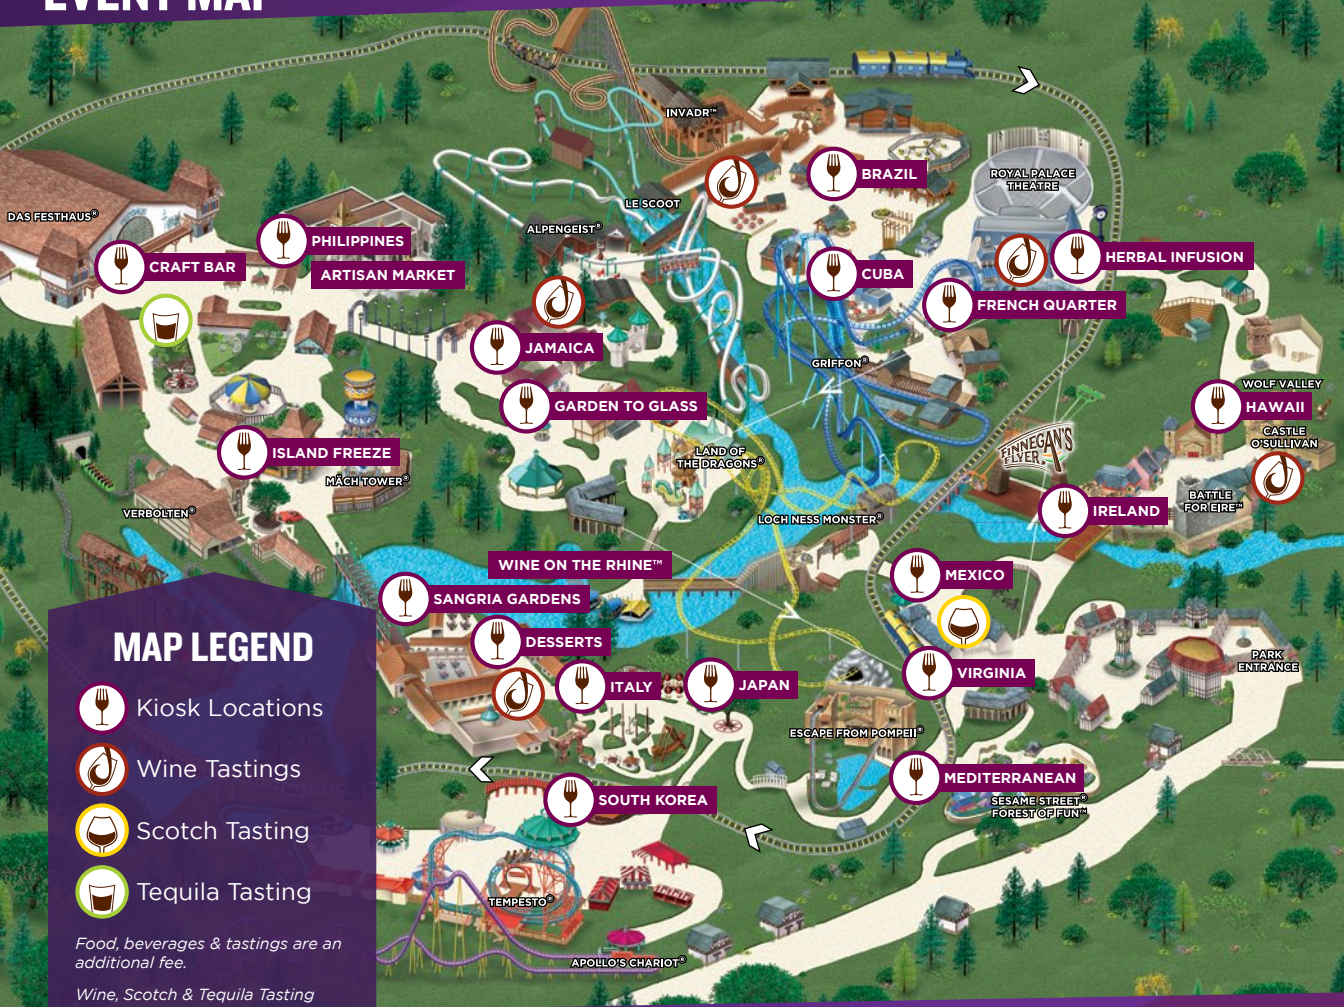 EVENT MAP
INVADR™
BRAZIL
ROYAL PALACE
THEÂTRE
LE SCOOT
DAS FESTHAUS®
ALPENGEIST®
PHILIPPINES
ARTISAN MARKET
CRAFT BAR
CUBA
HERBAL INFUSION
FRENCH QUARTER
JAMAICA
GRIFFON®
GARDEN TO GLASS
WOLF VALLEY
HAWAII
CASTLE
O'SULLIVAN
FINNEGAN'S
FLYER
ISLAND FREEZE
MÄCH TOWER®
LAND OF
THE DRAGONS®
VERBOLTEN®
LOCH NESS MONSTER®
BATTLE
FOR EIRE™
IRELAND
WINE ON THE RHINE™
SANGRIA GARDENS
MEXICO
DESSERTS
ITALY
JAPAN
VIRGINIA
PARK
ENTRANCE
ESCAPE FROM POMPEII®
MEDITERRANEAN
SESAME STREET®
FOREST OF FUN™
SOUTH KOREA
TEMPESTO®
APOLLO'S CHARIOT®
MAP LEGEND
Kiosk Locations
Wine Tastings
Scotch Tasting
Tequila Tasting
Food, beverages & tastings are an
additional fee.
Wine, Scotch & Tequila Tasting